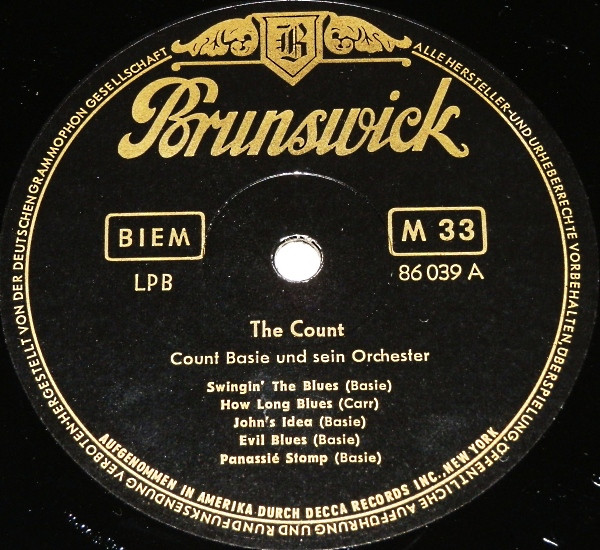 B
Brunswick
BIEM
LPB
M 33
86 039 A
The Count
Count Basie und sein Orchester
Swingin' The Blues (Basie)
How Long Blues (Carr)
John's Idea (Basie)
Evil Blues (Basie)
Panassié Stomp (Basie)
AUFGENOMMEN IN AMERIKA DURCH DECCA RECORDS INC., NEW YORK
HERGESTELLT VON DER DEUTSCHEN GRAMMOPHON GESELLSCHAFT
ALLE HERSTELLER- UND URHEBERRECHTE VORBEHALTEN, ÜBERSPIELUNG, ÖFFENTLICHE AUFFÜHRUNG UND RUNDFUNKSENDUNG VERBOTEN